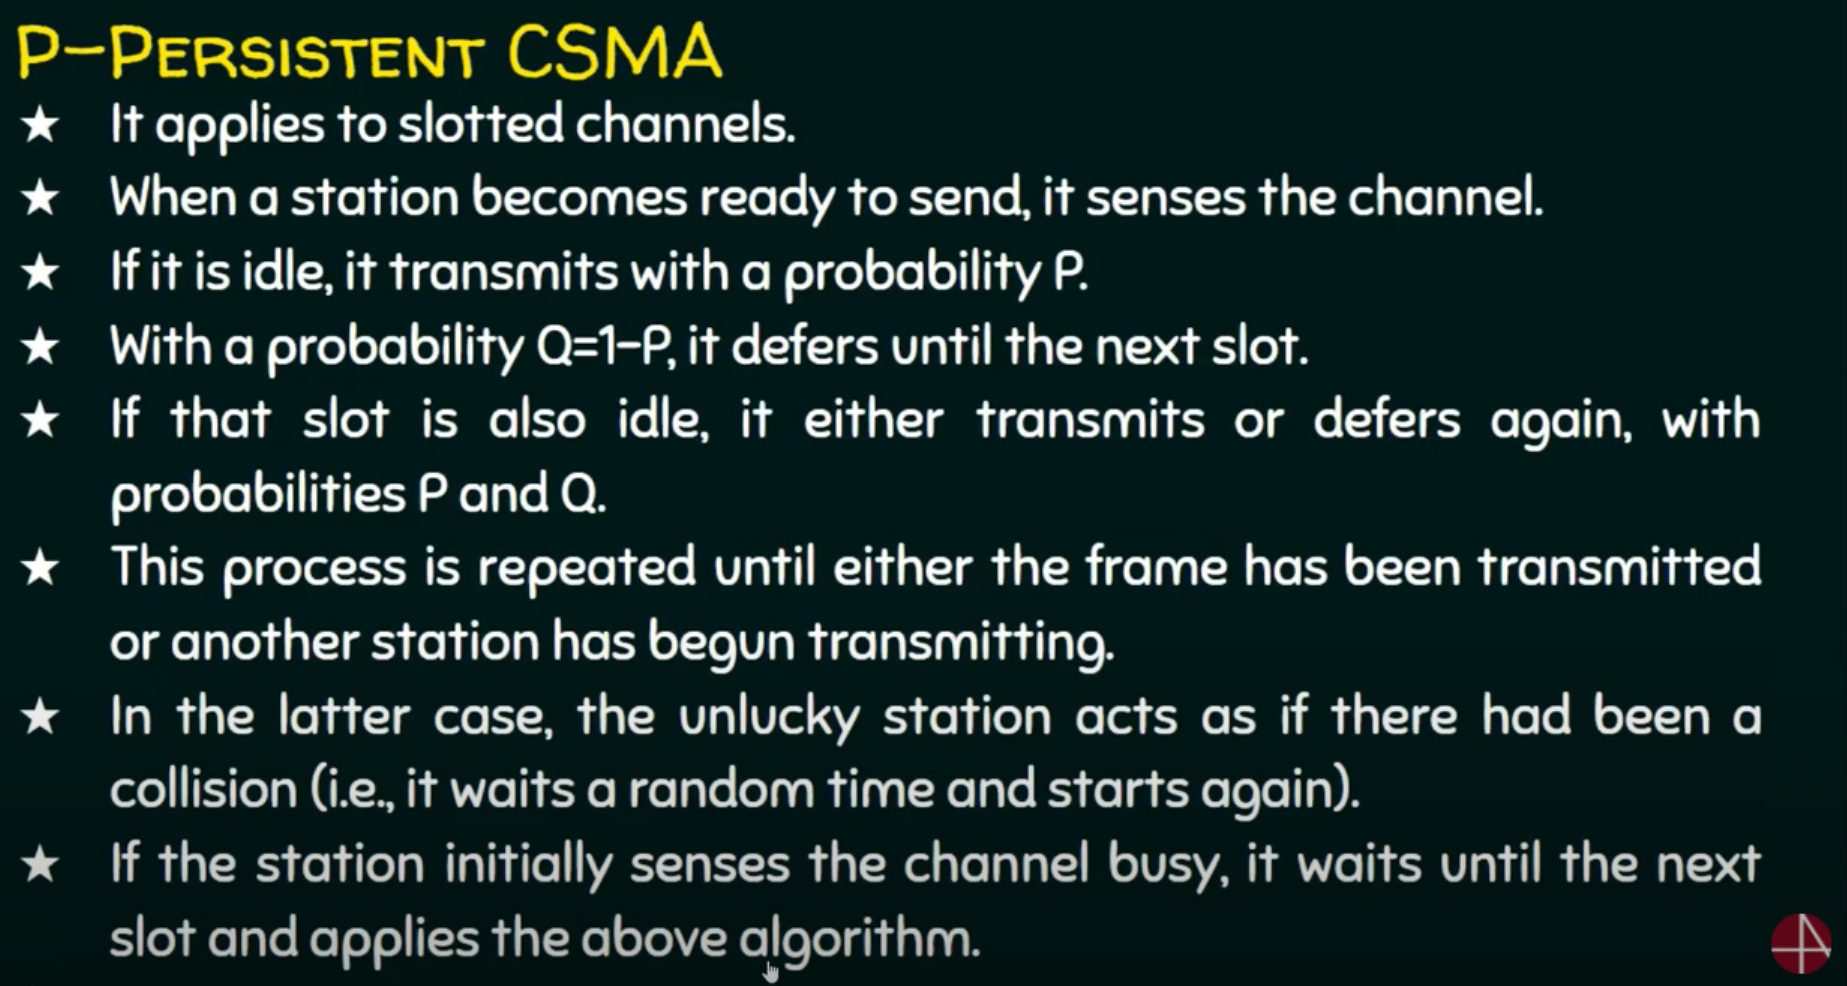 P-PERSISTENT CSMA
★ It applies to slotted channels.
★ When a station becomes ready to send, it senses the channel.
★ If it is idle, it transmits with a probability P.
★ With a probability Q=1-P, it defers until the next slot.
★ If that slot is also idle, it either transmits or defers again, with
probabilities P and Q.
★ This process is repeated until either the frame has been transmitted
or another station has begun transmitting.
★ In the latter case, the unlucky station acts as if there had been a
collision (i.e., it waits a random time and starts again).
★ If the station initially senses the channel busy, it waits until the next
slot and applies the above algorithm.